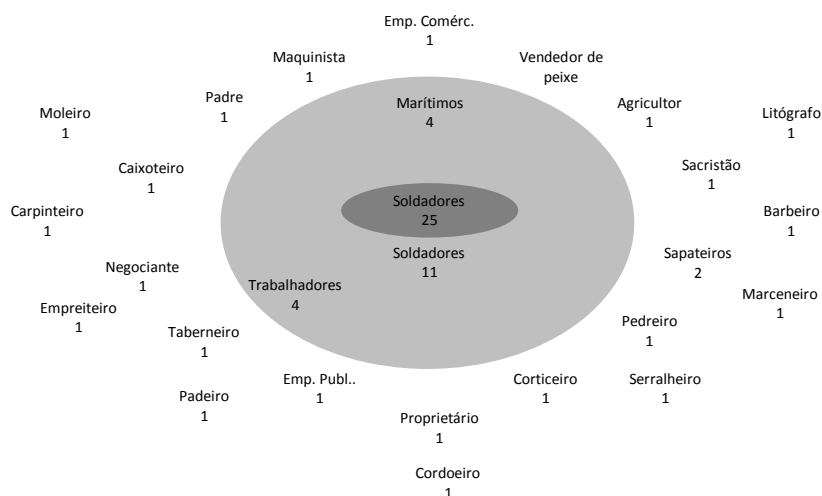 Emp. Comérc.
1
Maquinista
1
Vendedor de
peixe
Padre
1
Marítimos
4
Agricultor
1
Moleiro
1
Litógrafo
1
Caixoteiro
1
Sacristão
1
Soldadores
25
Carpinteiro
1
Barbeiro
1
Soldadores
11
Sapateiros
2
Negociante
1
Trabalhadores
4
Marceneiro
1
Empreiteiro
1
Pedreiro
1
Taberneiro
1
Emp. Publ..
1
Corticeiro
1
Serralheiro
1
Padeiro
1
Proprietário
1
Cordoeiro
1